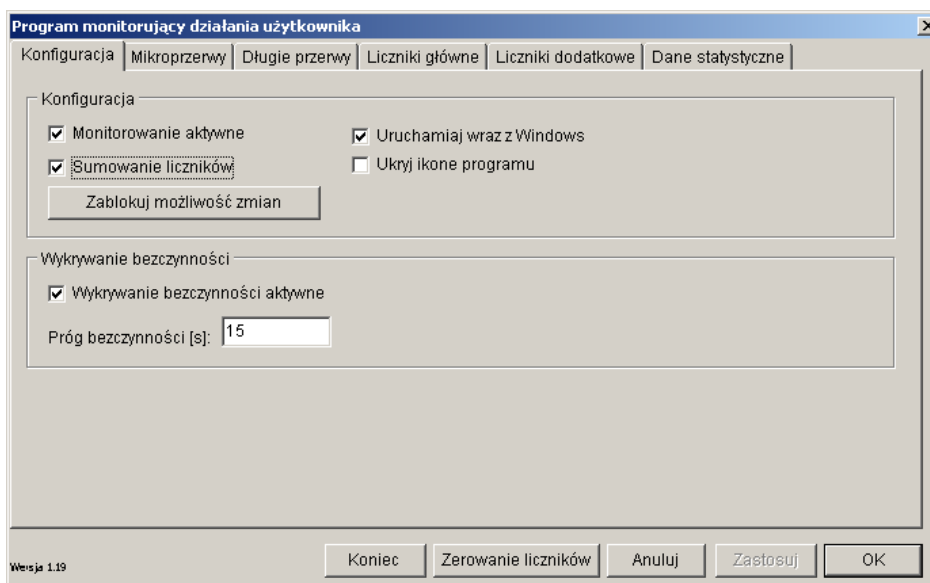 Program monitorujący działania użytkownika
Konfiguracja Mikroprzerwy Długie przerwy Liczniki główne Liczniki dodatkowe Dane statystyczne
Konfiguracja
Monitorowanie aktywne Uruchamiaj wraz z Windows
Sumowanie liczników Ukryj ikone programu
Zablokuj możliwość zmian
Wykrywanie bezczynności
Wykrywanie bezczynności aktywne
Próg bezczynności [s]: 15
Wersja 1.19 Koniec Zerowanie liczników Anuluj Zastosuj OK